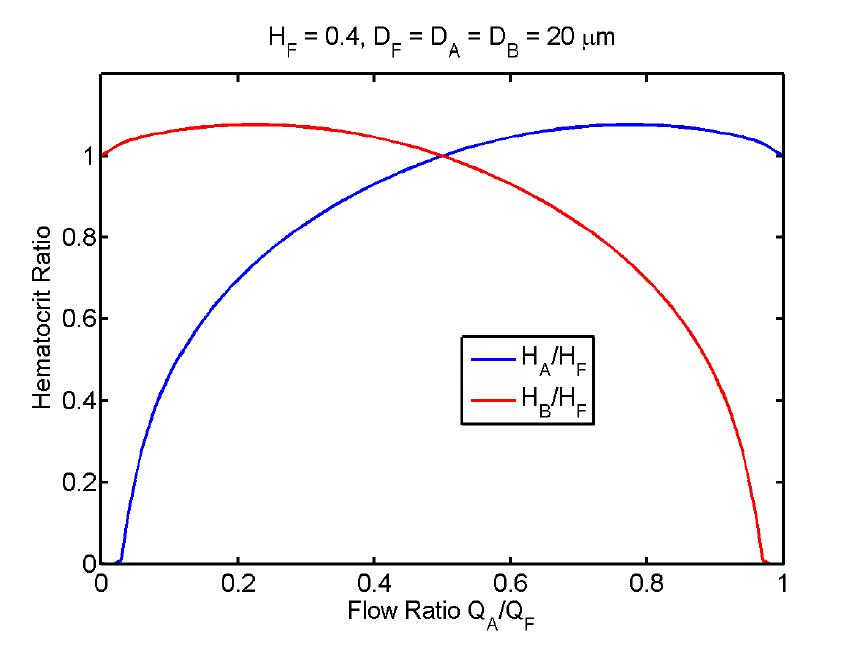 H_F = 0.4, D_F = D_A = D_B = 20 μm
Hematocrit Ratio
1
0.8
0.6
0.4
0.2
0
H_A/H_F
H_B/H_F
0 0.2 0.4 0.6 0.8 1
Flow Ratio Q_A/Q_F